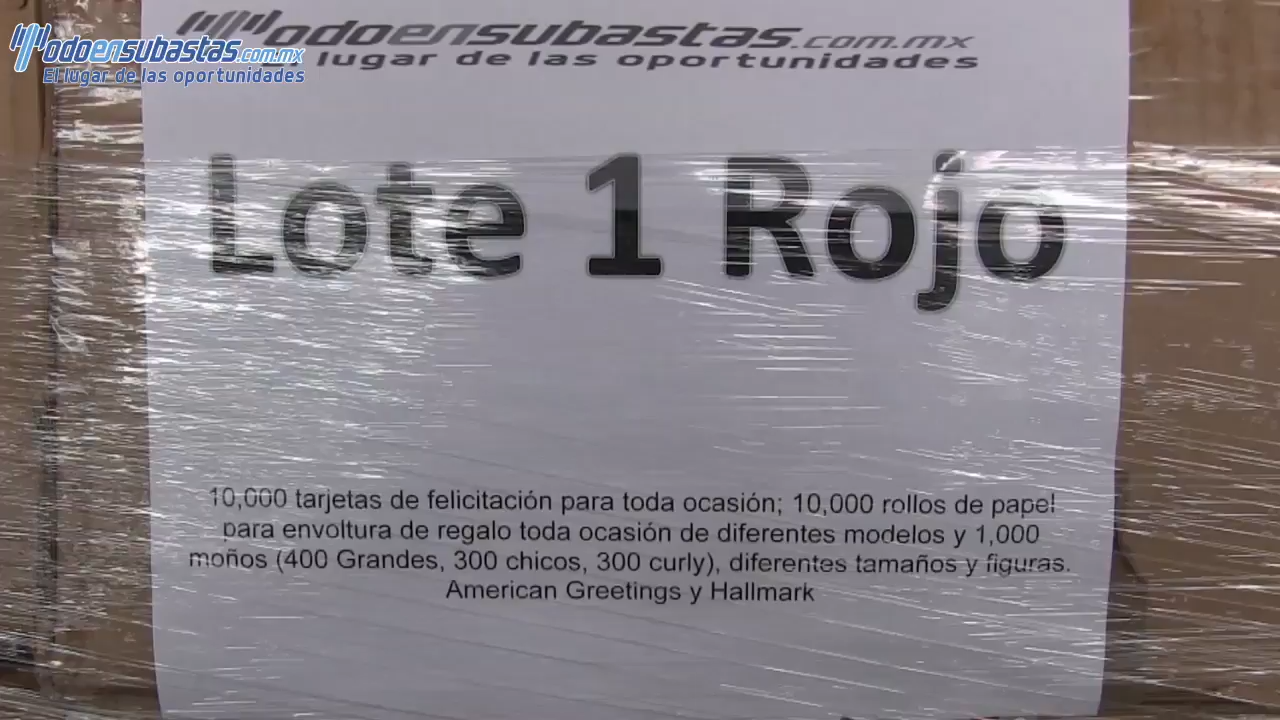 Todoensubastas.com.mx
El lugar de las oportunidades
odoensubastas.com.mx
lugar de las oportunidades
Lote 1 Rojo
10,000 tarjetas de felicitación para toda ocasión; 10,000 rollos de papel
para envoltura de regalo toda ocasión de diferentes modelos y 1,000
moños (400 Grandes, 300 chicos, 300 curly), diferentes tamaños y figuras.
American Greetings y Hallmark